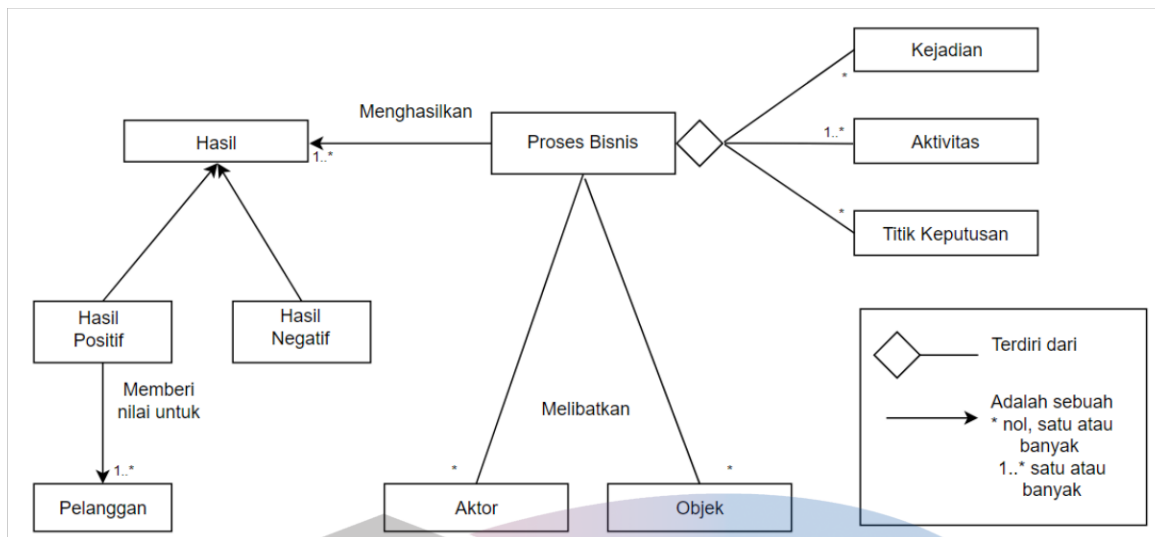 Kejadian
*
Menghasilkan
Hasil
1..*
Proses Bisnis
1..*
Aktivitas
*
Titik Keputusan
Hasil
Positif
Hasil
Negatif
Memberi
nilai untuk
Melibatkan
1..*
*
*
Pelanggan
Aktor
Objek
Terdiri dari
Adalah sebuah
* nol, satu atau
banyak
1..* satu atau
banyak